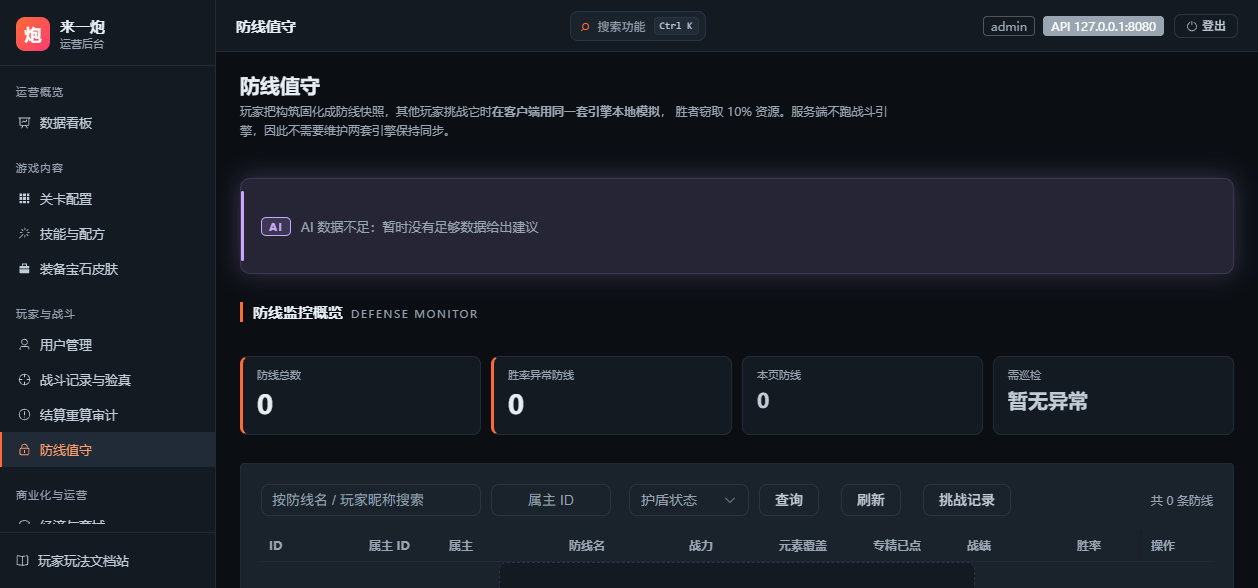 炮
来一炮
运营后台
防线值守
搜索功能 Ctrl K
admin
API 127.0.0.1:8080
登出
运营概览
数据看板
游戏内容
关卡配置
技能与配方
装备宝石皮肤
玩家与战斗
用户管理
战斗记录与验真
结算重算审计
防线值守
商业化与运营
玩家玩法文档站
防线值守
玩家把构筑固化成防线快照，其他玩家挑战它时在客户端用同一套引擎本地模拟， 胜者窃取 10% 资源。服务端不跑战斗引
擎，因此不需要维护两套引擎保持同步。
AI AI 数据不足：暂时没有足够数据给出建议
防线监控概览 DEFENSE MONITOR
防线总数
0
胜率异常防线
0
本页防线
0
需巡检
暂无异常
按防线名 / 玩家昵称搜索 属主 ID 护盾状态 查询 刷新 挑战记录 共 0 条防线
ID 属主 ID 属主 防线名 战力 元素覆盖 专精已点 战绩 胜率 操作